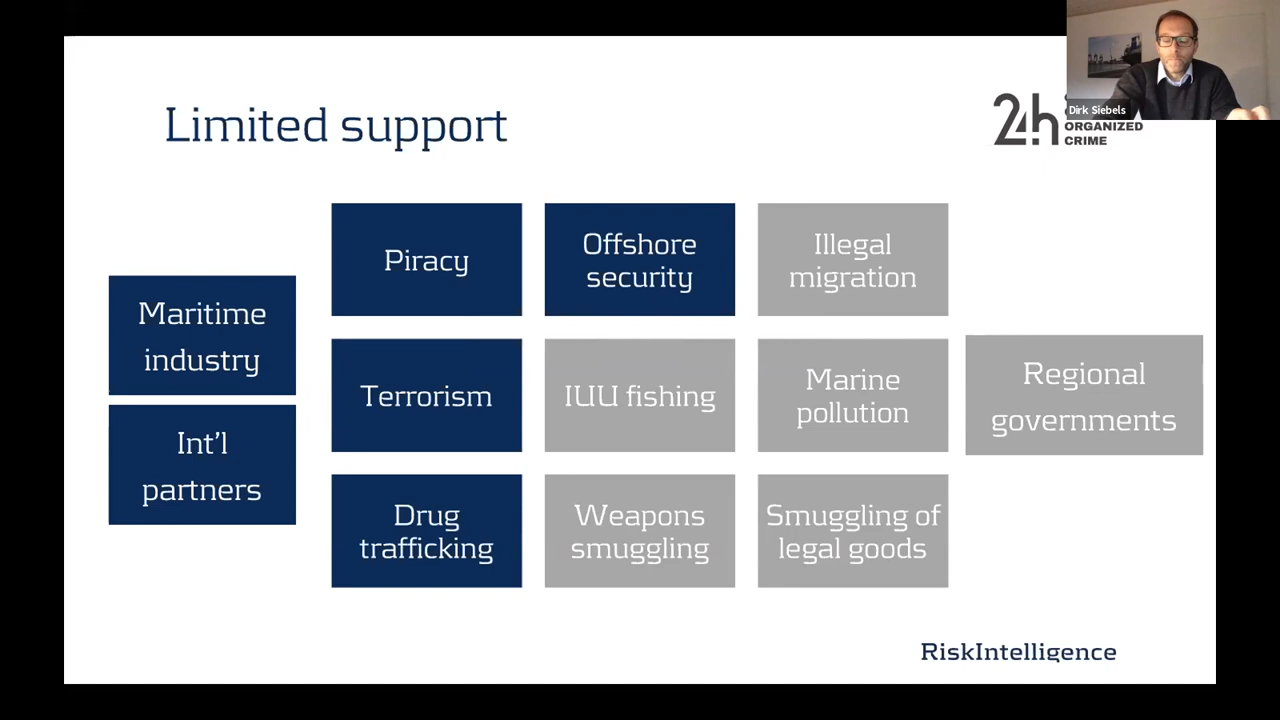 Limited support
24h
ORGANIZED
CRIME
Dirk Siebels
Maritime
industry
Int'l
partners
Piracy
Offshore
security
Illegal
migration
Terrorism
IUU fishing
Marine
pollution
Drug
trafficking
Weapons
smuggling
Smuggling of
legal goods
Regional
governments
RiskIntelligence